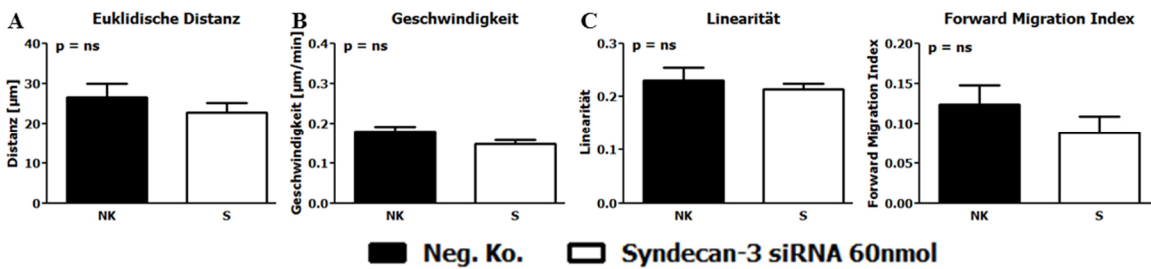 A
Euklidische Distanz
p = ns
Distanz [µm]
40
30
20
10
0
NK
S
B
Geschwindigkeit
p = ns
Geschwindigkeit [µm/min]
0.4
0.3
0.2
0.1
0.0
NK
S
C
Linearität
p = ns
Linearität
0.3
0.2
0.1
0.0
NK
S
Forward Migration Index
p = ns
Forward Migration Index
0.20
0.15
0.10
0.05
0.00
NK
S
Neg. Ko.
Syndecan-3 siRNA 60nmol